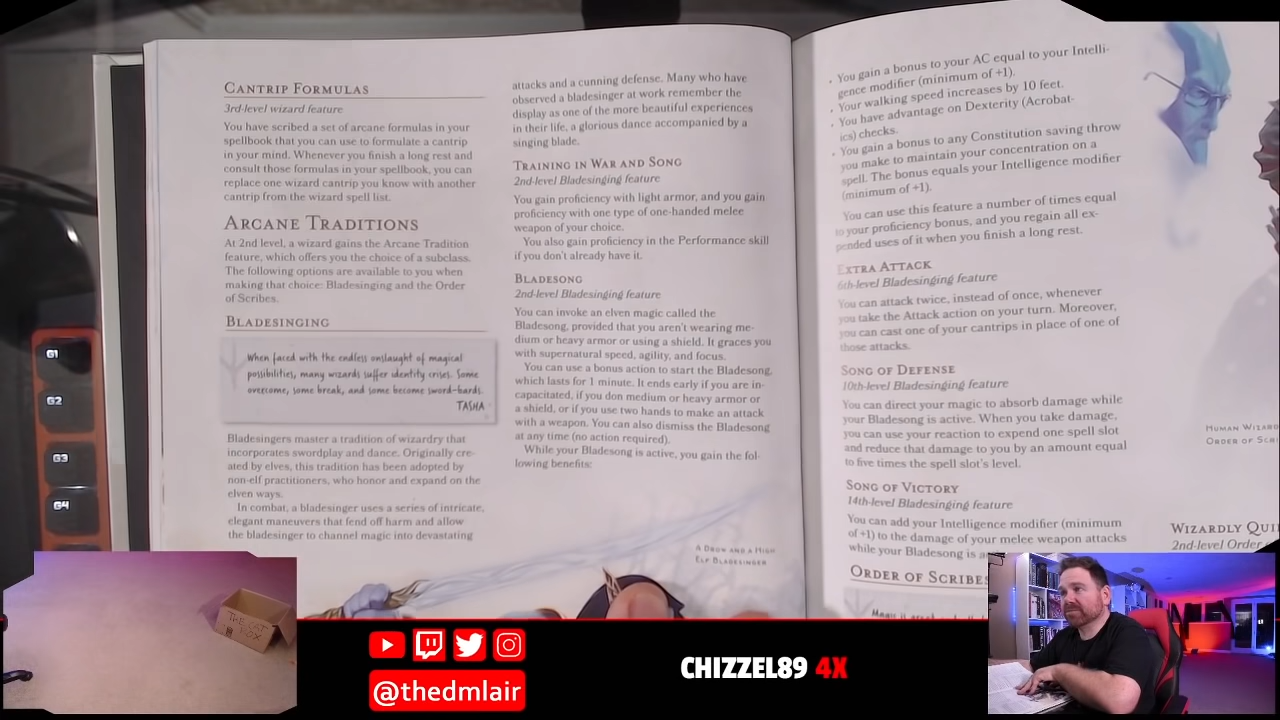 CANTRIP FORMULAS
3rd-level wizard feature
You have scribed a set of arcane formulas in your
spellbook that you can use to formulate a cantrip
in your mind. Whenever you finish a long rest and
consult those formulas in your spellbook, you can
replace one wizard cantrip you know with another
cantrip from the wizard spell list.
ARCANE TRADITIONS
At 2nd level, a wizard gains the Arcane Tradition
feature, which offers you the choice of a subclass.
The following options are available to you when
making that choice: Bladesinging and the Order
of Scribes.
BLADESINGING
When faced with the endless onslaught of magical
possibilities, many wizards suffer identity crises. Some
overcome, some break, and some become sword-bards.
TASHA
Bladesingers master a tradition of wizardry that
incorporates swordplay and dance. Originally cre-
ated by elves, this tradition has been adopted by
non-elf practitioners, who honor and expand on the
elven ways.
In combat, a bladesinger uses a series of intricate,
elegant maneuvers that fend off harm and allow
the bladesinger to channel magic into devastating
attacks and a cunning defense. Many who have
observed a bladesinger at work remember the
display as one of the more beautiful experiences
in their life, a glorious dance accompanied by a
singing blade.
TRAINING IN WAR AND SONG
2nd-level Bladesinging feature
You gain proficiency with light armor, and you gain
proficiency with one type of one-handed melee
weapon of your choice.
You also gain proficiency in the Performance skill
if you don't already have it.
BLADESONG
2nd-level Bladesinging feature
You can invoke an elven magic called the
Bladesong, provided that you aren't wearing me-
dium or heavy armor or using a shield. It graces you
with supernatural speed, agility, and focus.
You can use a bonus action to start the Bladesong,
which lasts for 1 minute. It ends early if you are in-
capacitated, if you don medium or heavy armor or
a shield, or if you use two hands to make an attack
with a weapon. You can also dismiss the Bladesong
at any time (no action required).
While your Bladesong is active, you gain the fol-
lowing benefits:
A DROW AND A HIGH
ELF BLADESINGER
• You gain a bonus to your AC equal to your Intelli-
gence modifier (minimum of +1).
• Your walking speed increases by 10 feet.
• You have advantage on Dexterity (Acrobat-
ics) checks.
• You gain a bonus to any Constitution saving throw
you make to maintain your concentration on a
spell. The bonus equals your Intelligence modifier
(minimum of +1).
You can use this feature a number of times equal
to your proficiency bonus, and you regain all ex-
pended uses of it when you finish a long rest.
EXTRA ATTACK
6th-level Bladesinging feature
You can attack twice, instead of once, whenever
you take the Attack action on your turn. Moreover,
you can cast one of your cantrips in place of one of
those attacks.
SONG OF DEFENSE
10th-level Bladesinging feature
You can direct your magic to absorb damage while
your Bladesong is active. When you take damage,
you can use your reaction to expend one spell slot
and reduce that damage to you by an amount equal
to five times the spell slot's level.
SONG OF VICTORY
14th-level Bladesinging feature
You can add your Intelligence modifier (minimum
of +1) to the damage of your melee weapon attacks
while your Bladesong is
ORDER OF SCRIBES
HUMAN
ORDER OF
WIZARDLY
2nd-level Order
G1
G2
G3
G4
THE CAT
BOX
@thedmlair
CHIZZEL89 4X